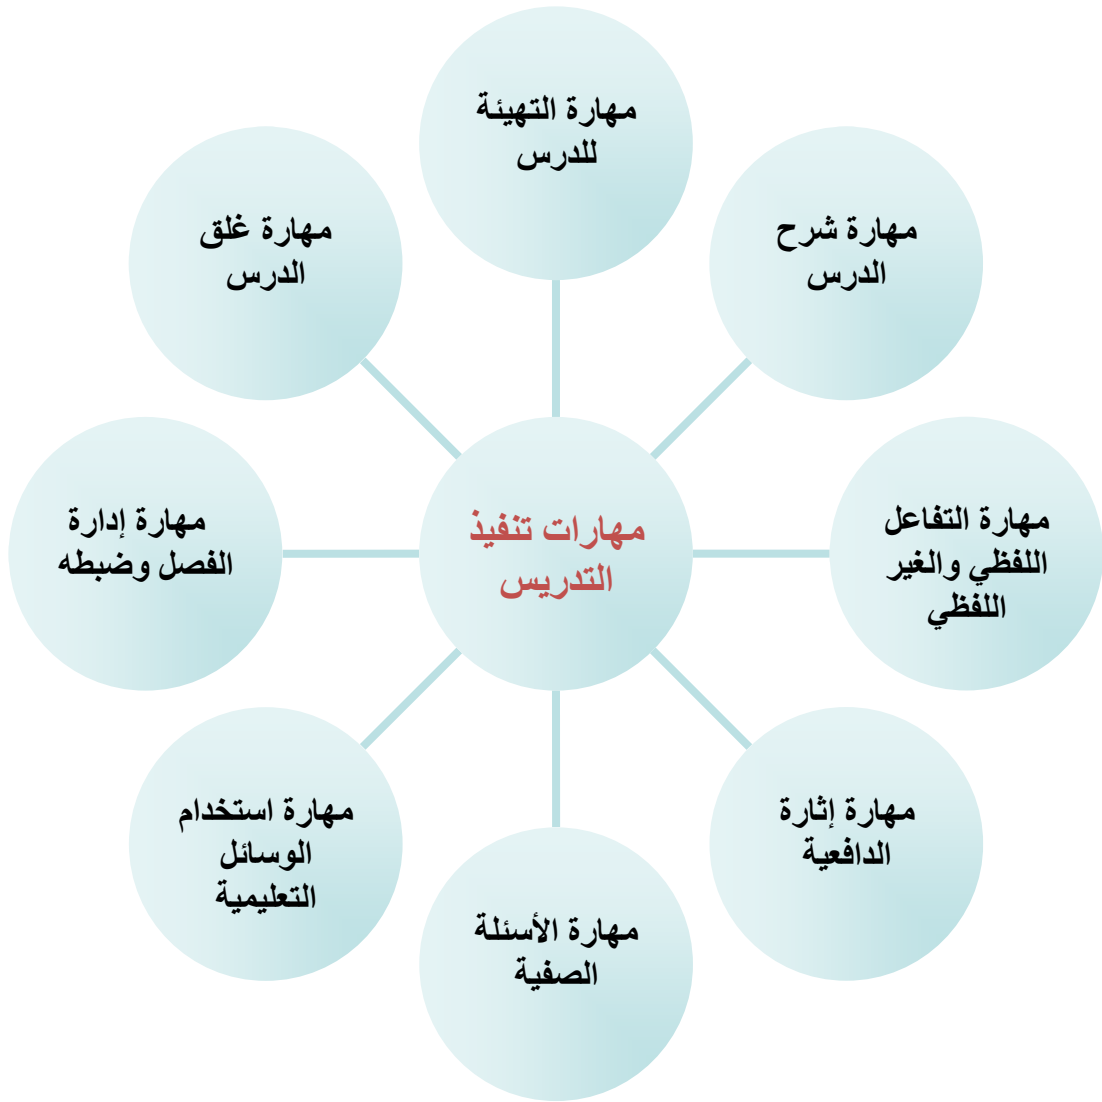 مهارة التهيئة
للدرس
مهارة شرح
الدرس
مهارة التفاعل
اللفظي والغير
اللفظي
مهارة إثارة
الدافعية
مهارة الأسئلة
الصفية
مهارة استخدام
الوسائل
التعليمية
مهارة إدارة
الفصل وضبطه
مهارة غلق
الدرس
مهارات تنفيذ
التدريس